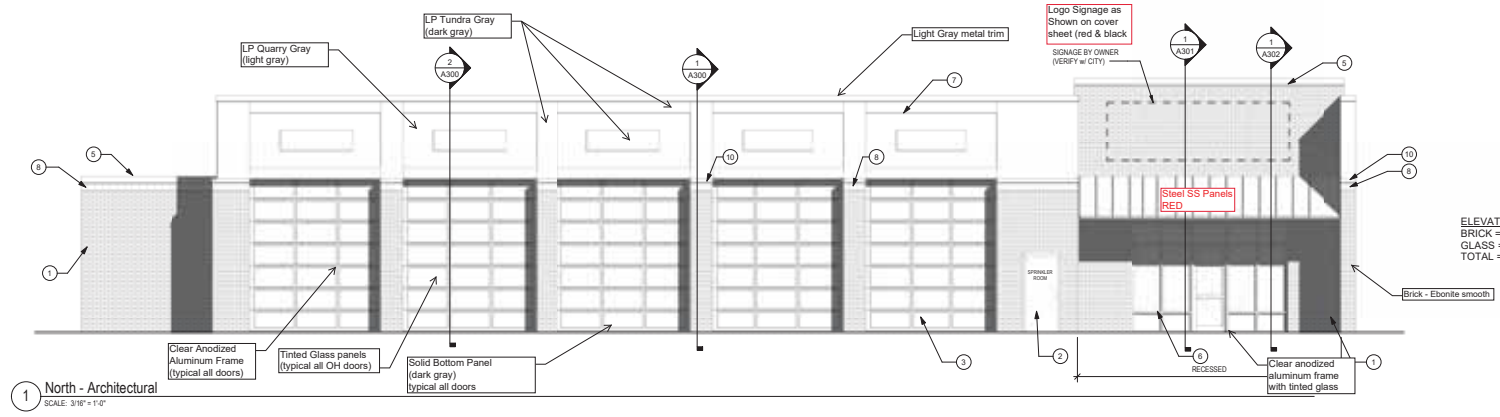 LP Tundra Gray
(dark gray)
LP Quarry Gray
(light gray)
2
A300
1
A300
Light Gray metal trim
Logo Signage as
Shown on cover
sheet (red & black
SIGNAGE BY OWNER
(VERIFY w/ CITY)
1
A301
1
A302
5
7
5
8
10
8
10
8
Steel SS Panels
RED
ELEVAT
BRICK =
GLASS =
TOTAL =
1
SPRINKLER
ROOM
Brick - Ebonite smooth
Clear Anodized
Aluminum Frame
(typical all doors)
Tinted Glass panels
(typical all OH doors)
Solid Bottom Panel
(dark gray)
typical all doors
3
2
6
RECESSED
Clear anodized
aluminum frame
with tinted glass
1
1
North - Architectural
SCALE: 3/16" = 1'-0"